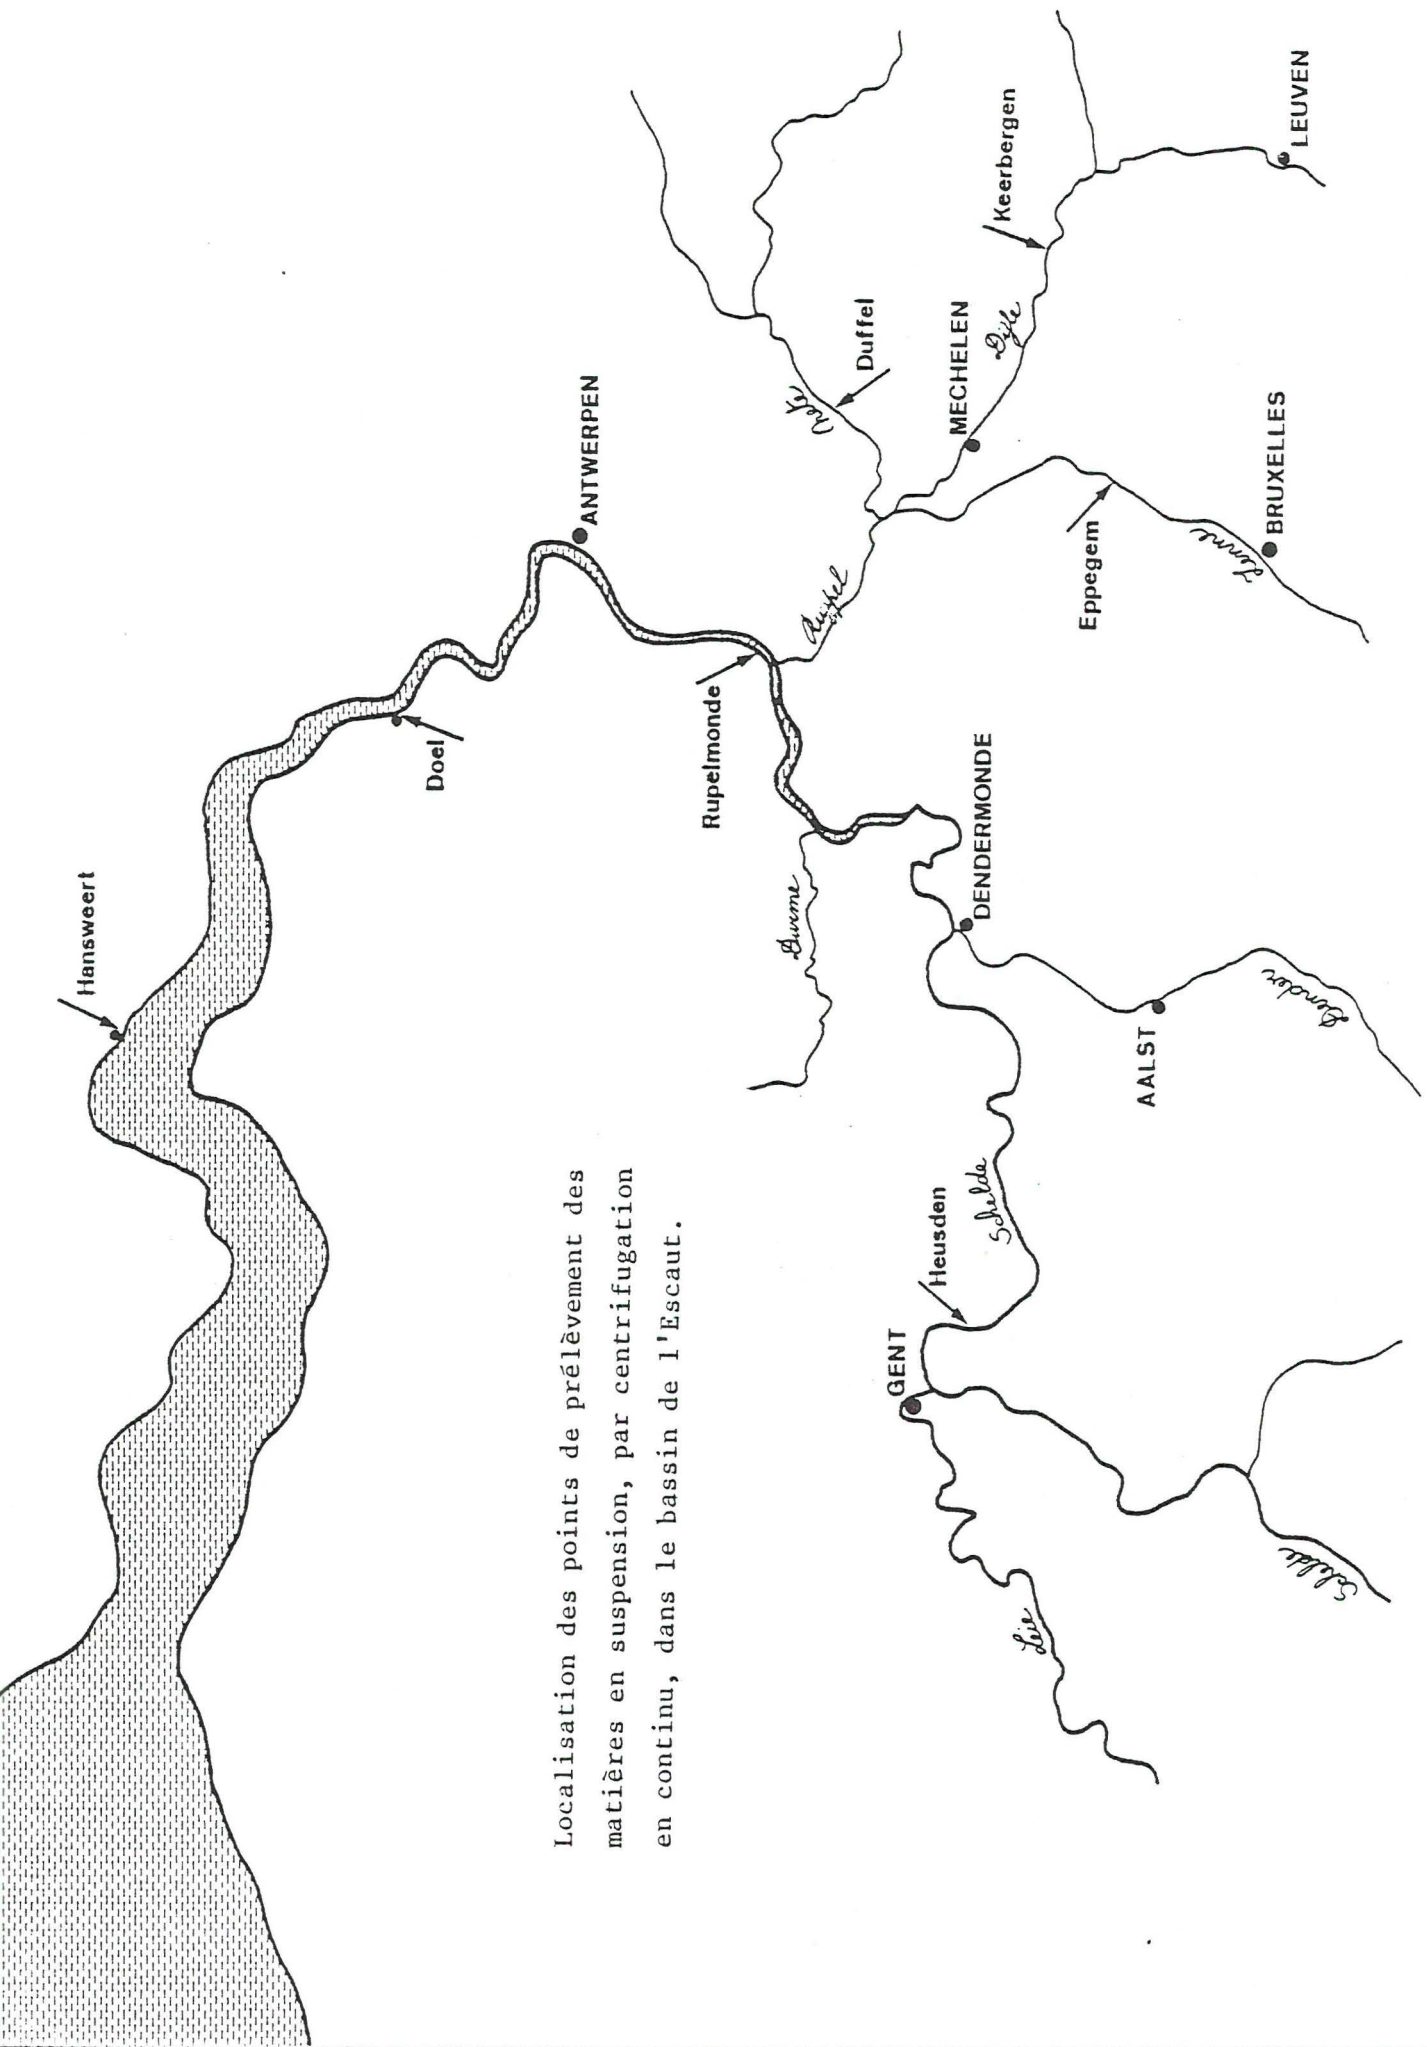 Hansweert
Doel
ANTWERPEN
Rupelmonde
Rupel
Nete
Duffel
MECHELEN
Dijle
Keerbergen
LEUVEN
Eppegem
Senne
BRUXELLES
Durme
DENDERMONDE
Dender
AALST
Schelde
Heusden
GENT
Leie
Schelde
Localisation des points de prélèvement des
matières en suspension, par centrifugation
en continu, dans le bassin de l'Escaut.